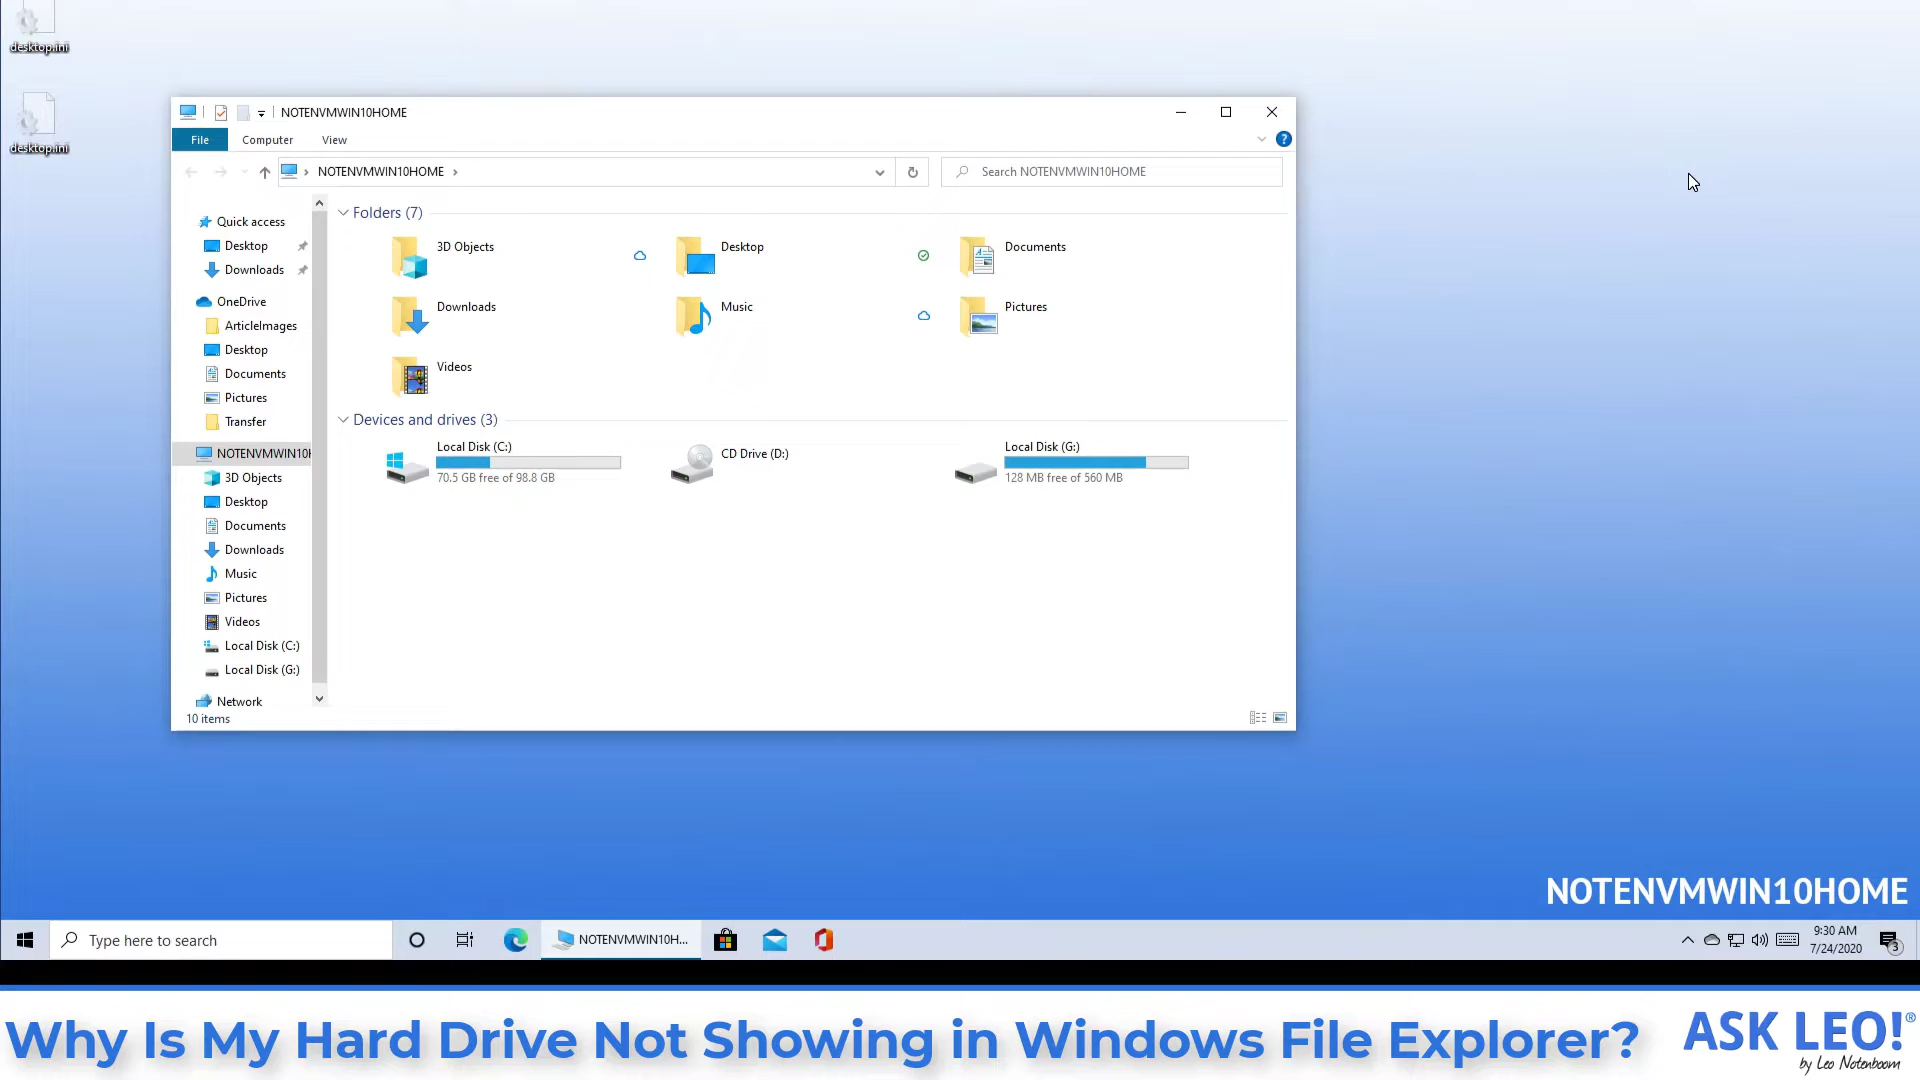 desktop.ini
desktop.ini
NOTENVMWIN10HOME
File
Computer
View
NOTENVMWIN10HOME
Search NOTENVMWIN10HOME
Quick access
Desktop
Downloads
OneDrive
ArticleImages
Desktop
Documents
Pictures
Transfer
NOTENVMWIN10H
3D Objects
Desktop
Documents
Downloads
Music
Pictures
Videos
Local Disk (C:)
Local Disk (G:)
Network
Folders (7)
3D Objects
Desktop
Documents
Downloads
Music
Pictures
Videos
Devices and drives (3)
Local Disk (C:)
70.5 GB free of 98.8 GB
CD Drive (D:)
Local Disk (G:)
128 MB free of 560 MB
10 items
NOTENVMWIN10HOME
Type here to search
NOTENVMWIN10H...
9:30 AM
7/24/2020
3
Why Is My Hard Drive Not Showing in Windows File Explorer?
ASK LEO!®
by Leo Notenboom